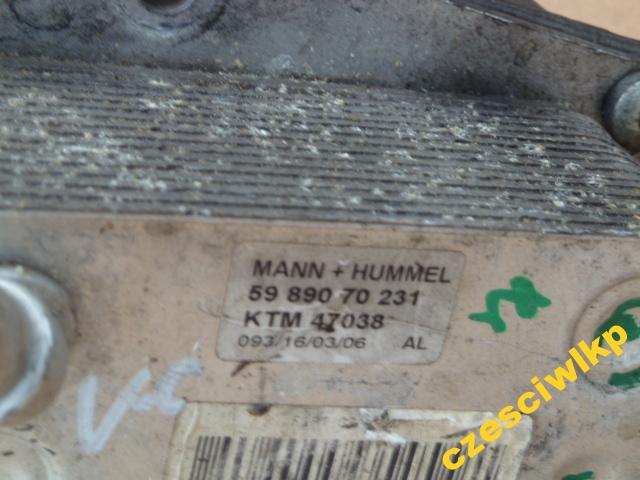 MANN + HUMMEL
59 890 70 231
KTM 47038
093/16/03/06 AL
czesciwlkp